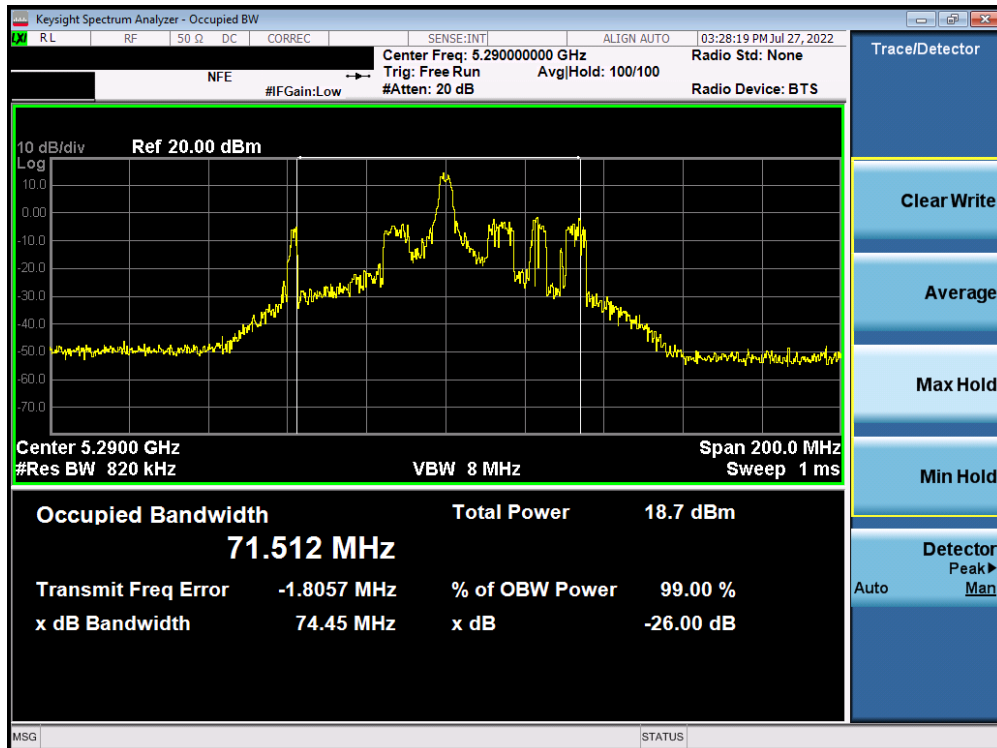 Keysight Spectrum Analyzer - Occupied BW
LXI RL RF 50 Ω DC CORREC SENSE:INT ALIGN AUTO 03:28:19 PM Jul 27, 2022
Center Freq: 5.290000000 GHz Radio Std: None
NFE Trig: Free Run Avg|Hold: 100/100
#IFGain:Low #Atten: 20 dB Radio Device: BTS
10 dB/div Ref 20.00 dBm
Log
10.0
0.00
-10.0
-20.0
-30.0
-40.0
-50.0
-60.0
-70.0
Center 5.2900 GHz Span 200.0 MHz
#Res BW 820 kHz VBW 8 MHz Sweep 1 ms
Occupied Bandwidth Total Power 18.7 dBm
71.512 MHz
Transmit Freq Error -1.8057 MHz % of OBW Power 99.00 %
x dB Bandwidth 74.45 MHz x dB -26.00 dB
MSG STATUS
Trace/Detector
Clear Write
Average
Max Hold
Min Hold
Detector
Peak▶
Auto Man